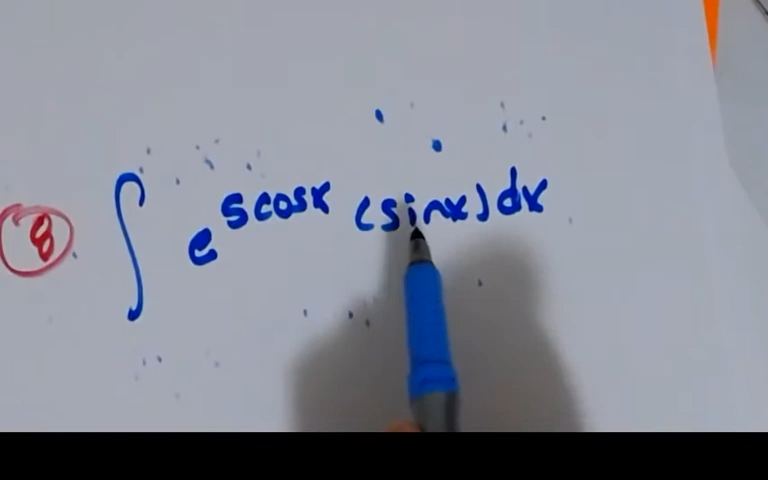 8 ∫ e^5cosx (sinx) dx